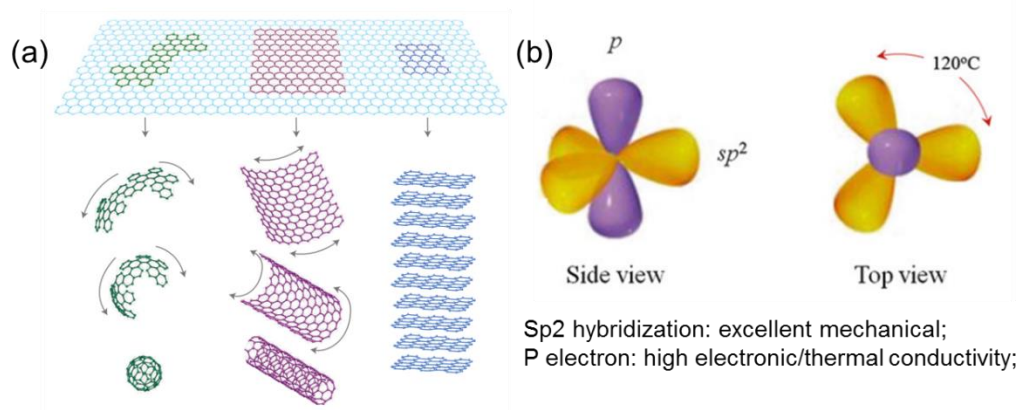 (a)
(b)
p
120°C
sp²
Side view
Top view
Sp2 hybridization: excellent mechanical;
P electron: high electronic/thermal conductivity;